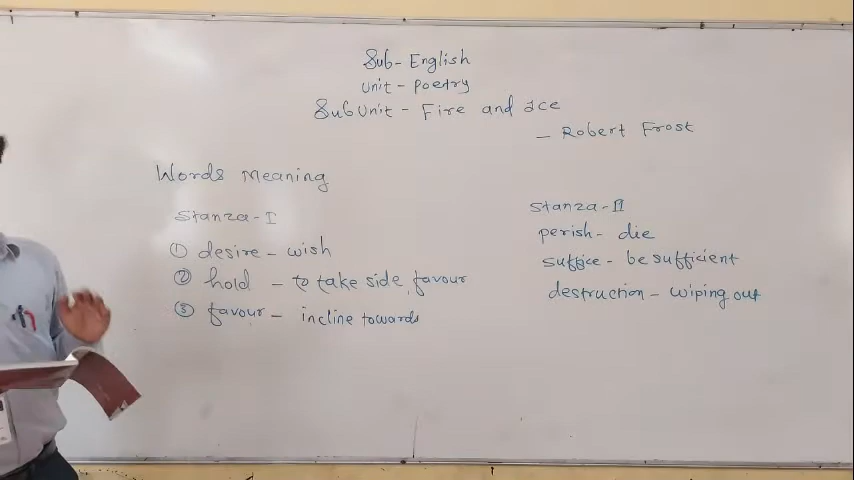 Sub- English
Unit - Poetry
SubUnit - Fire and Ice
- Robert Frost
Words Meaning
Stanza-I
① desire - wish
② hold - to take side, favour
③ favour - incline towards
Stanza-II
perish- die
suffice - be sufficient
destruction - wiping out